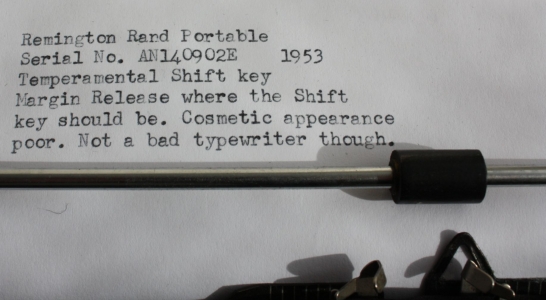 Remington Rard Portable
Serial No. AN140902E 1953
Temperamental Shift key
Margin Release where the Shift
key should be. Cosmetic appearance
poor. Not a bad typewriter though.